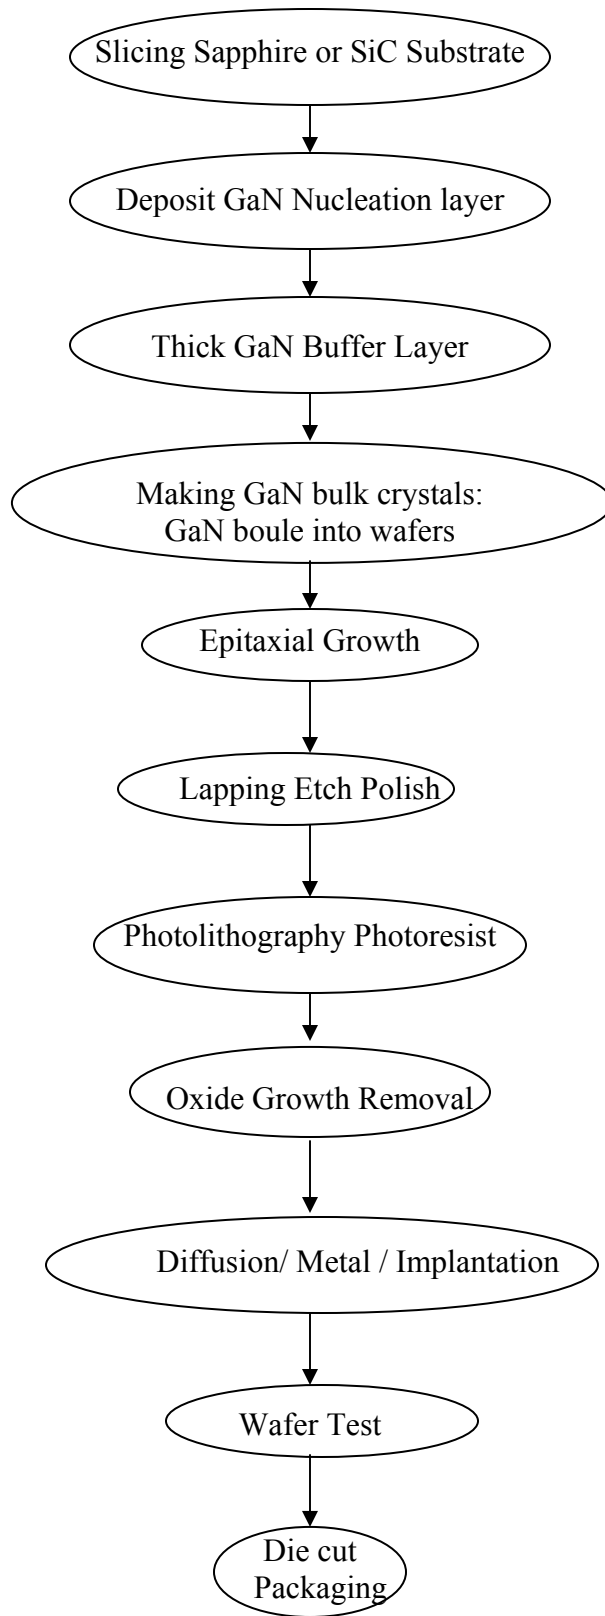 Slicing Sapphire or SiC Substrate
Deposit GaN Nucleation layer
Thick GaN Buffer Layer
Making GaN bulk crystals:
GaN boule into wafers
Epitaxial Growth
Lapping Etch Polish
Photolithography Photoresist
Oxide Growth Removal
Diffusion/ Metal / Implantation
Wafer Test
Die cut
Packaging